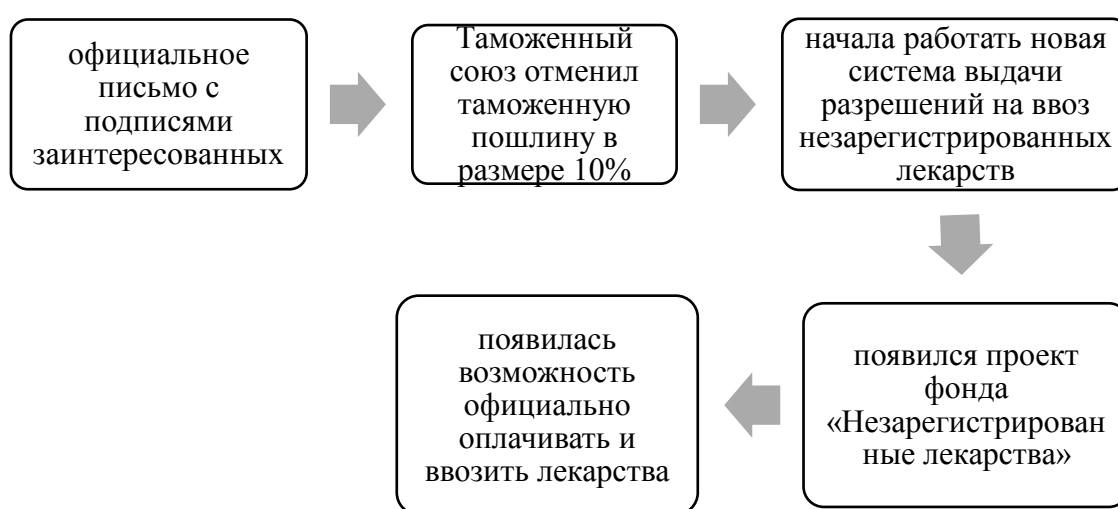 официальное
письмо с
подписями
заинтересованных
Таможенный
союз отменил
таможенную
пошлину в
размере 10%
начала работать новая
система выдачи
разрешений на ввоз
незарегистрированных
лекарств
появился проект
фонда
«Незарегистрирован
ные лекарства»
появилась
возможность
официально
оплачивать и
ввозить лекарства